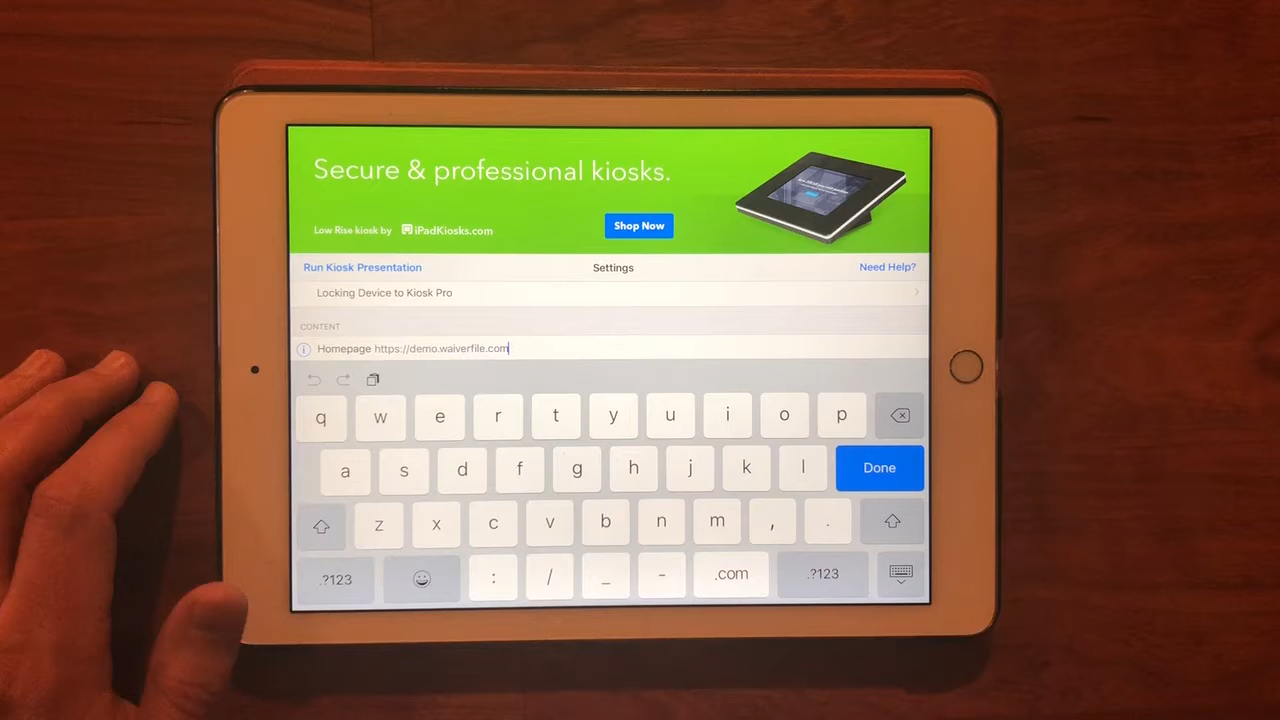 Secure & professional kiosks.
Low Rise kiosk by iPadKiosks.com
Shop Now
Run Kiosk Presentation Settings Need Help?
Locking Device to Kiosk Pro
CONTENT
Homepage https://demo.waiverfile.com
q w e r t y u i o p
a s d f g h j k l Done
z x c v b n m , .
.?123 : / _ - .com .?123